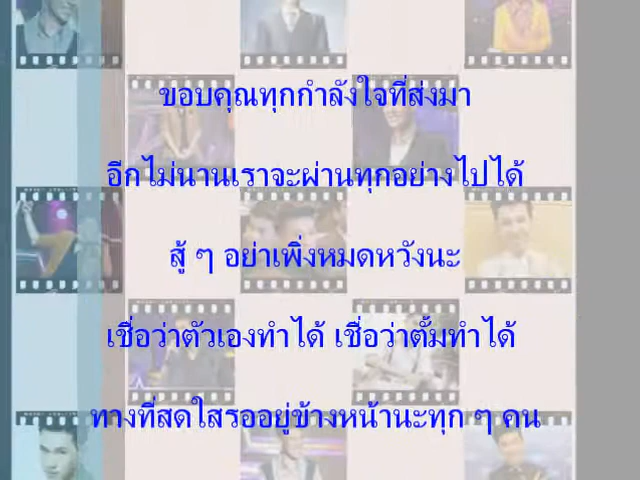 ขอบคุณทุกกำลังใจที่ส่งมา
อีกไม่นานเราจะผ่านทุกอย่างไปได้
สู้ ๆ อย่าเพิ่งหมดหวังนะ
เชื่อว่าตัวเองทำได้ เชื่อว่าตั้มทำได้
ทางที่สดใสรออยู่ข้างหน้านะทุก ๆ คน